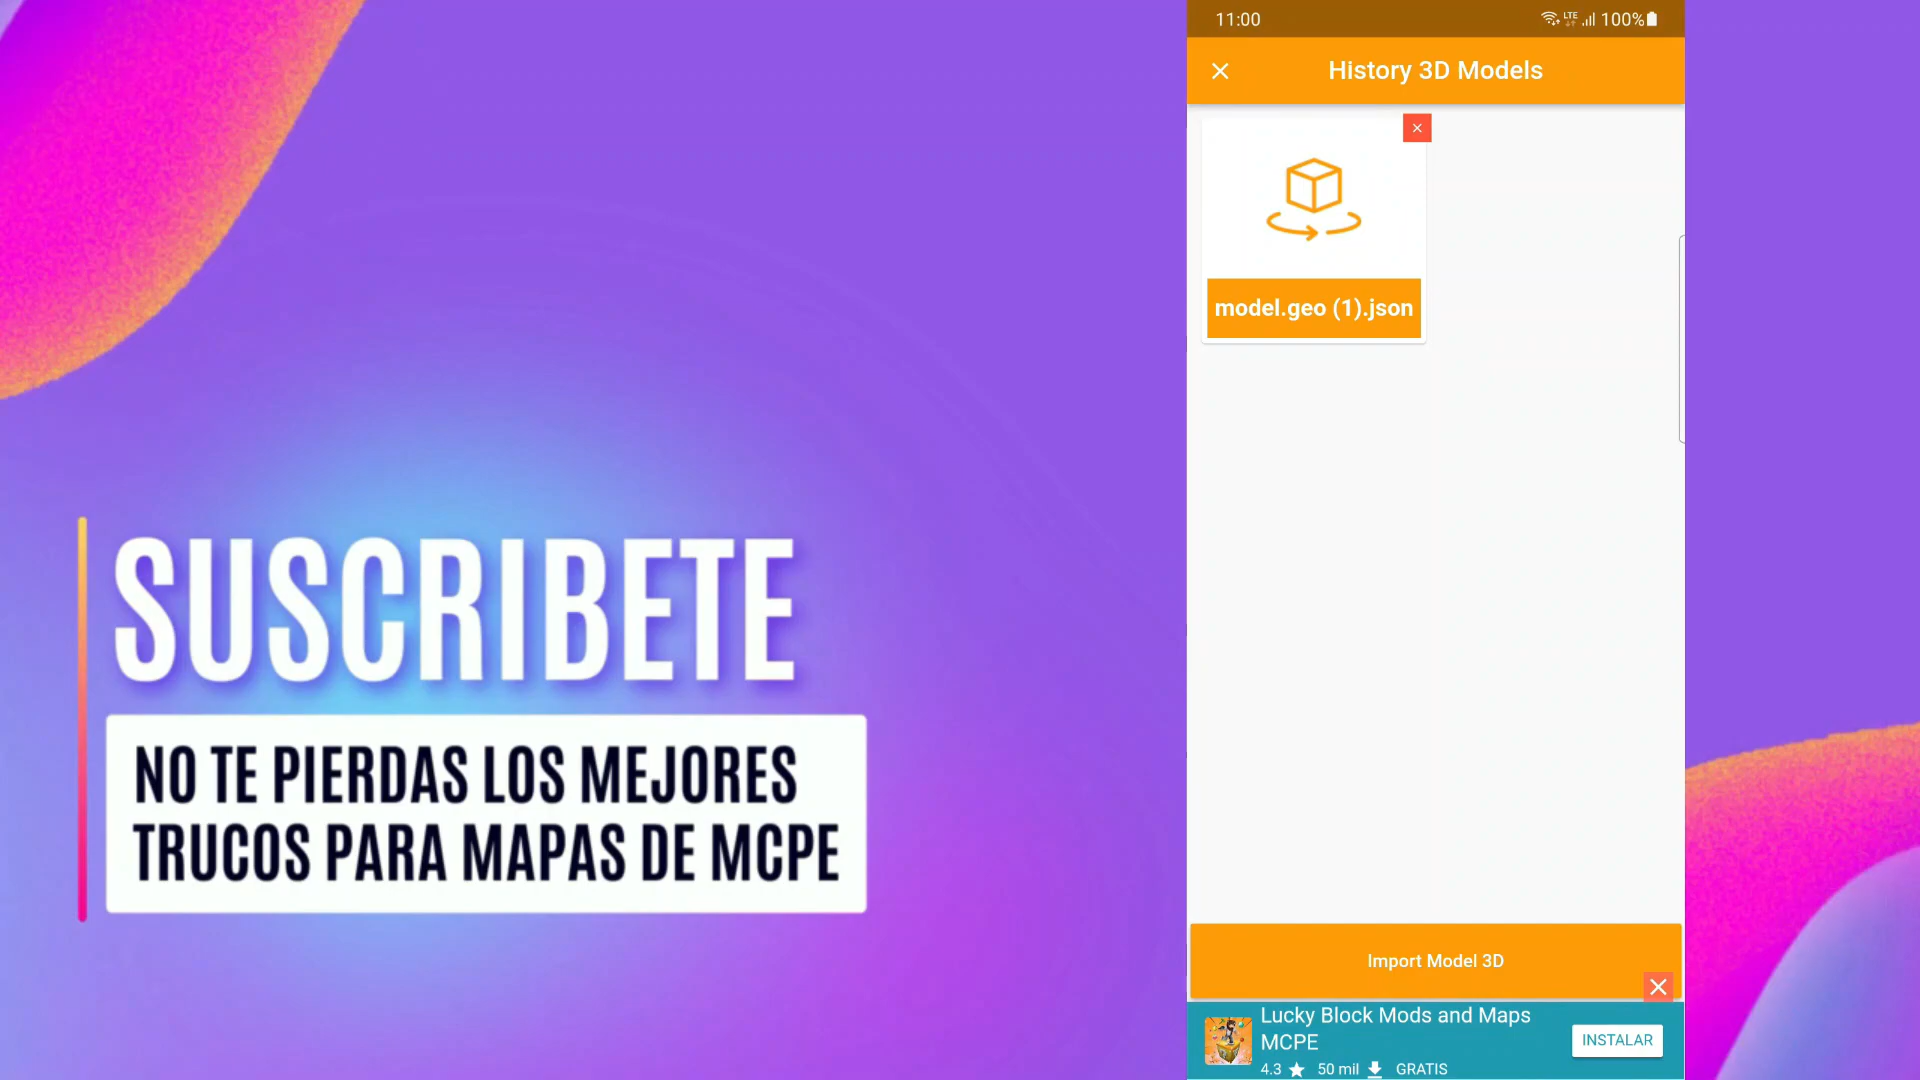 11:00
LTE
100%
History 3D Models
model.geo (1).json
SUSCRIBETE
NO TE PIERDAS LOS MEJORES
TRUCOS PARA MAPAS DE MCPE
Import Model 3D
Lucky Block Mods and Maps
MCPE
INSTALAR
4.3 50 mil GRATIS